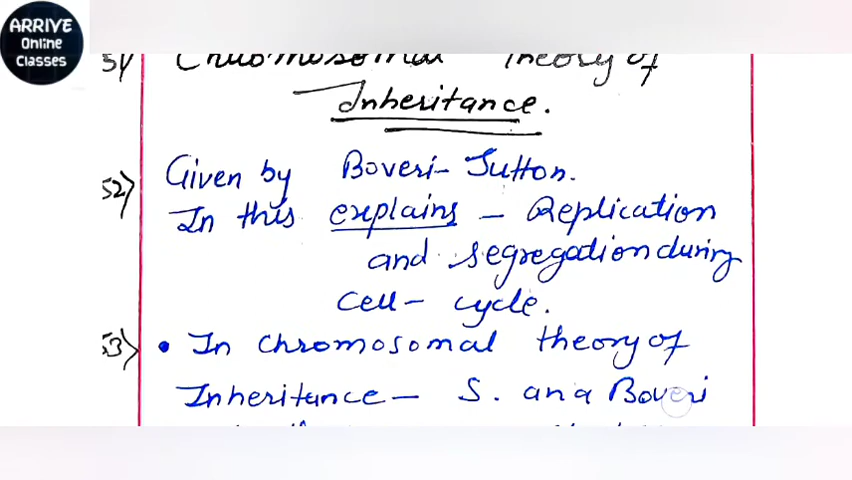 ARRIVE
Online
Classes
51) Chromosomal Theory of
Inheritance.
52) Given by Boveri-Sutton.
In this explains - Replication
and segregation during
cell- cycle.
53) • In chromosomal theory of
Inheritance- S. and Boveri